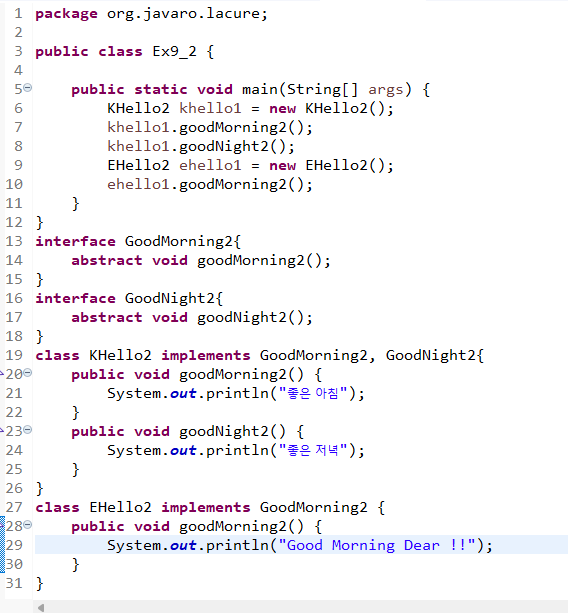 1 package org.javaro.lacure;
2
3 public class Ex9_2 {
4
5     public static void main(String[] args) {
6         KHello2 khello1 = new KHello2();
7         khello1.goodMorning2();
8         khello1.goodNight2();
9         EHello2 ehello1 = new EHello2();
10         ehello1.goodMorning2();
11     }
12 }
13 interface GoodMorning2{
14     abstract void goodMorning2();
15 }
16 interface GoodNight2{
17     abstract void goodNight2();
18 }
19 class KHello2 implements GoodMorning2, GoodNight2{
20     public void goodMorning2() {
21         System.out.println("좋은 아침");
22     }
23     public void goodNight2() {
24         System.out.println("좋은 저녁");
25     }
26 }
27 class EHello2 implements GoodMorning2 {
28     public void goodMorning2() {
29         System.out.println("Good Morning Dear !!");
30     }
31 }